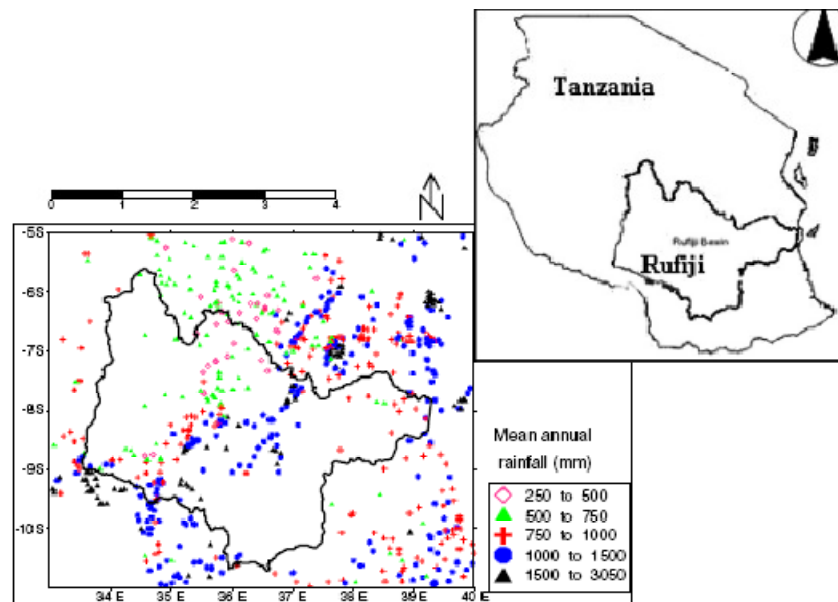 Tanzania
Rufiji Basin
Rufiji
0 1 2 3 4
N
-5S
-6S
-7S
-8S
-9S
-10S
34 E 35 E 36 E 37 E 38 E 39 E 40 E
Mean annual
rainfall (mm)
250 to 500
500 to 750
750 to 1000
1000 to 1500
1500 to 3050